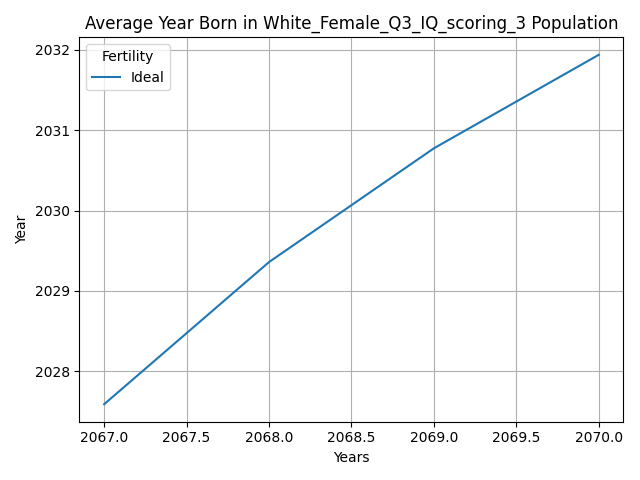 Average Year Born in White_Female_Q3_IQ_scoring_3 Population
Fertility
Ideal
2032
2031
2030
2029
2028
Year
2067.0 2067.5 2068.0 2068.5 2069.0 2069.5 2070.0
Years